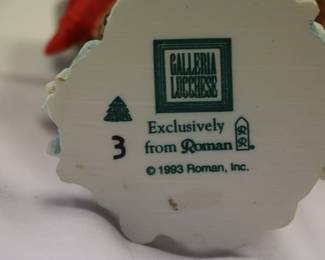 GALLERIA
LUCCHESE
3
Exclusively
from Roman
© 1993 Roman, Inc.